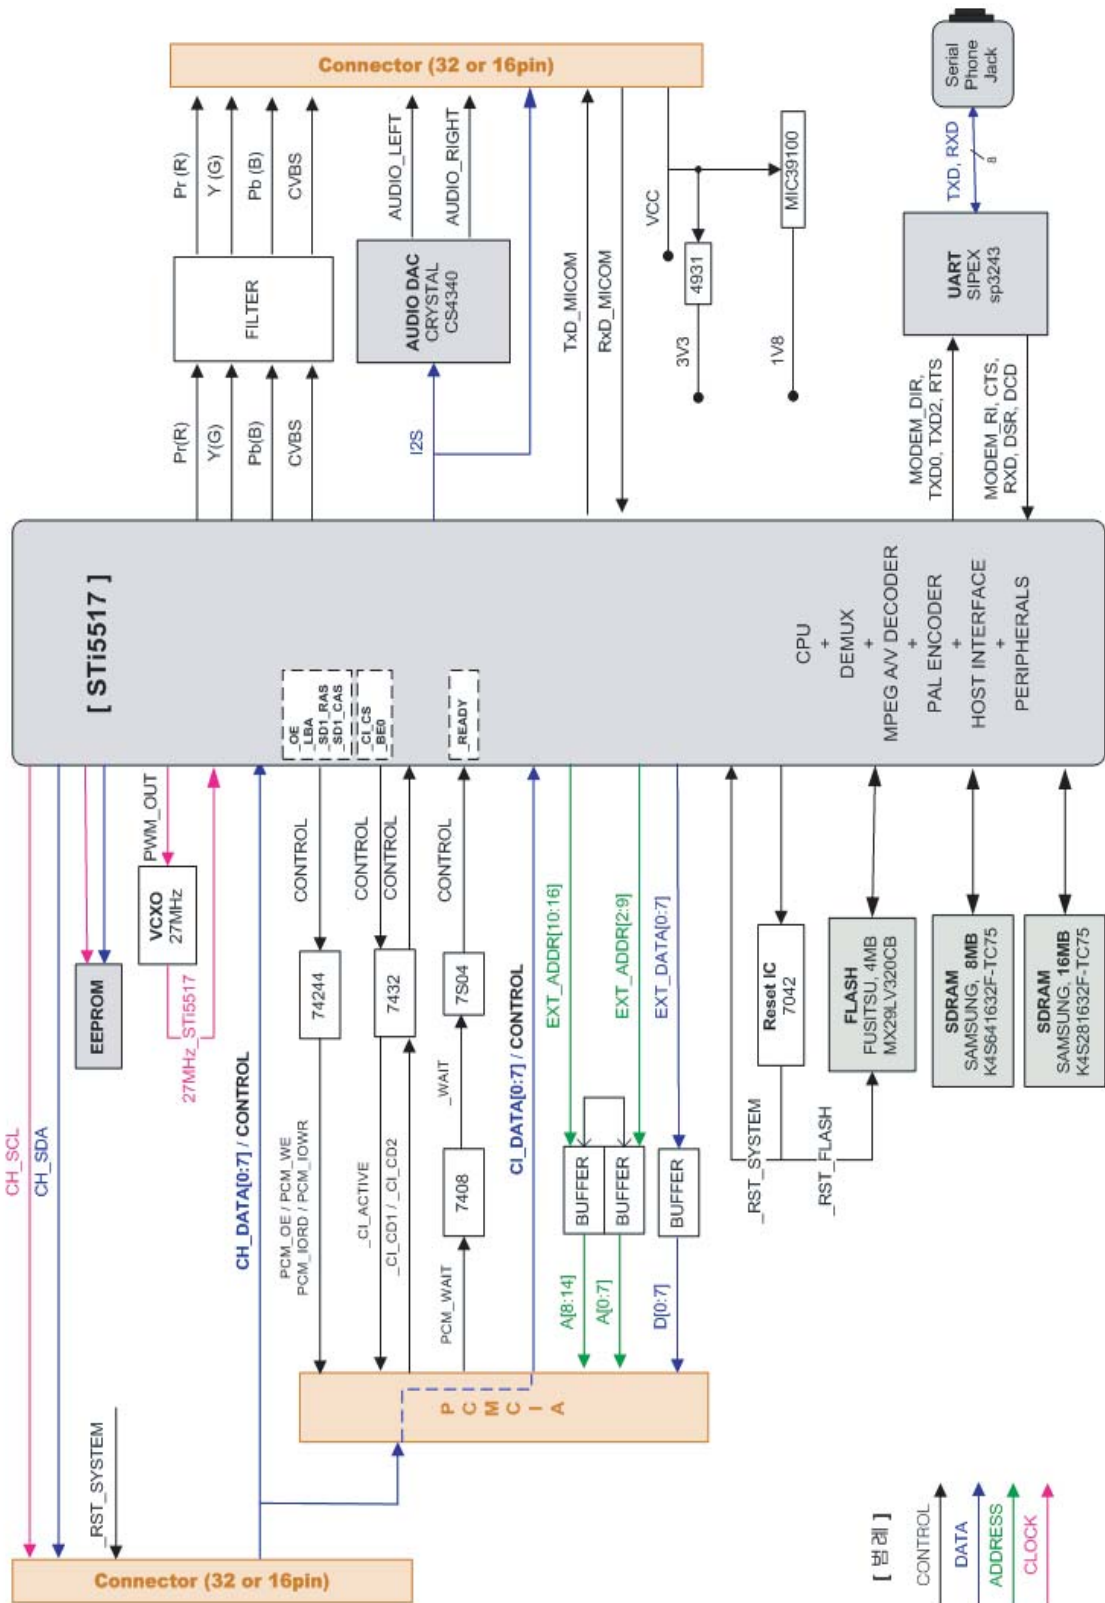 Connector (32 or 16pin)
Pr (R)
Y (G)
Pb (B)
CVBS
AUDIO_LEFT
AUDIO_RIGHT
FILTER
AUDIO DAC
CRYSTAL
CS4340
Pr(R)
Y(G)
Pb(B)
CVBS
I2S
TxD_MICOM
RxD_MICOM
VCC
4931
MIC39100
3V3
1V8
Serial
Phone
Jack
TXD, RXD
8
UART
SIPEX
sp3243
MODEM_DIR,
TXD0, TXD2, RTS
MODEM_RI, CTS,
RXD, DSR, DCD
[ STi5517 ]
_OE
_LBA
_SD1_RAS
_SD1_CAS
_CI_CS
_BE0
_READY
CPU
+
DEMUX
+
MPEG A/V DECODER
+
PAL ENCODER
+
HOST INTERFACE
+
PERIPHERALS
CH_SCL
CH_SDA
EEPROM
PWM_OUT
VCXO
27MHz
27MHz_STi5517
CH_DATA[0:7] / CONTROL
CONTROL
74244
PCM_OE / PCM_WE
PCM_IORD / PCM_IOWR
CONTROL
CONTROL
7432
_CI_ACTIVE
_CI_CD1 / _CI_CD2
CONTROL
7S04
_WAIT
7408
PCM_WAIT
CI_DATA[0:7] / CONTROL
EXT_ADDR[10:16]
EXT_ADDR[2:9]
EXT_DATA[0:7]
BUFFER
BUFFER
BUFFER
A[8:14]
A[0:7]
D[0:7]
PCMCIA
Reset IC
7042
_RST_SYSTEM
_RST_FLASH
FLASH
FUSITSU, 4MB
MX29LV320CB
SDRAM
SAMSUNG, 8MB
K4S641632F-TC75
SDRAM
SAMSUNG, 16MB
K4S281632F-TC75
_RST_SYSTEM
Connector (32 or 16pin)
[ 범례 ]
CONTROL
DATA
ADDRESS
CLOCK